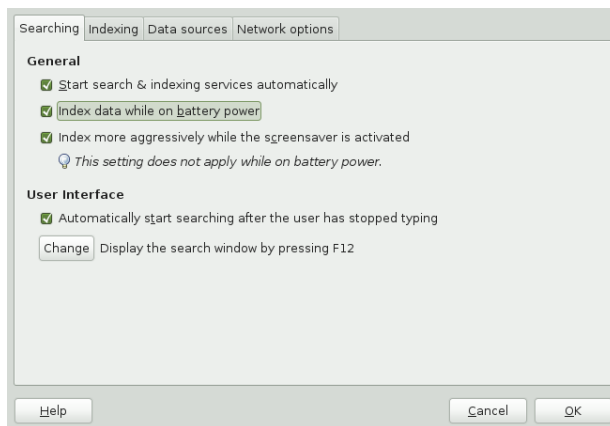 Searching Indexing Data sources Network options
General
Start search & indexing services automatically
Index data while on battery power
Index more aggressively while the screensaver is activated
This setting does not apply while on battery power.
User Interface
Automatically start searching after the user has stopped typing
Change Display the search window by pressing F12
Help Cancel OK